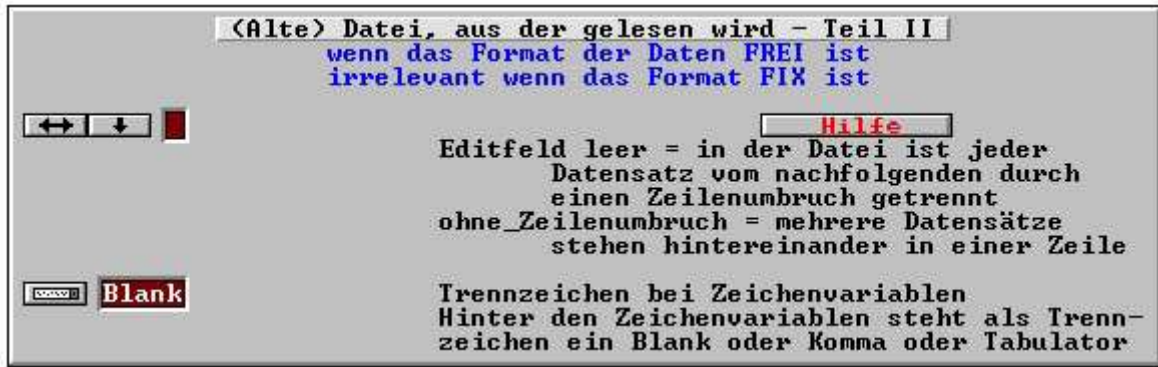 (Alte) Datei, aus der gelesen wird - Teil II
wenn das Format der Daten FREI ist
irrelevant wenn das Format FIX ist
Hilfe
Editfeld leer = in der Datei ist jeder
Datensatz vom nachfolgenden durch
einen Zeilenumbruch getrennt
ohne_Zeilenumbruch = mehrere Datensätze
stehen hintereinander in einer Zeile
Blank
Trennzeichen bei Zeichenvariablen
Hinter den Zeichenvariablen steht als Trenn-
zeichen ein Blank oder Komma oder Tabulator